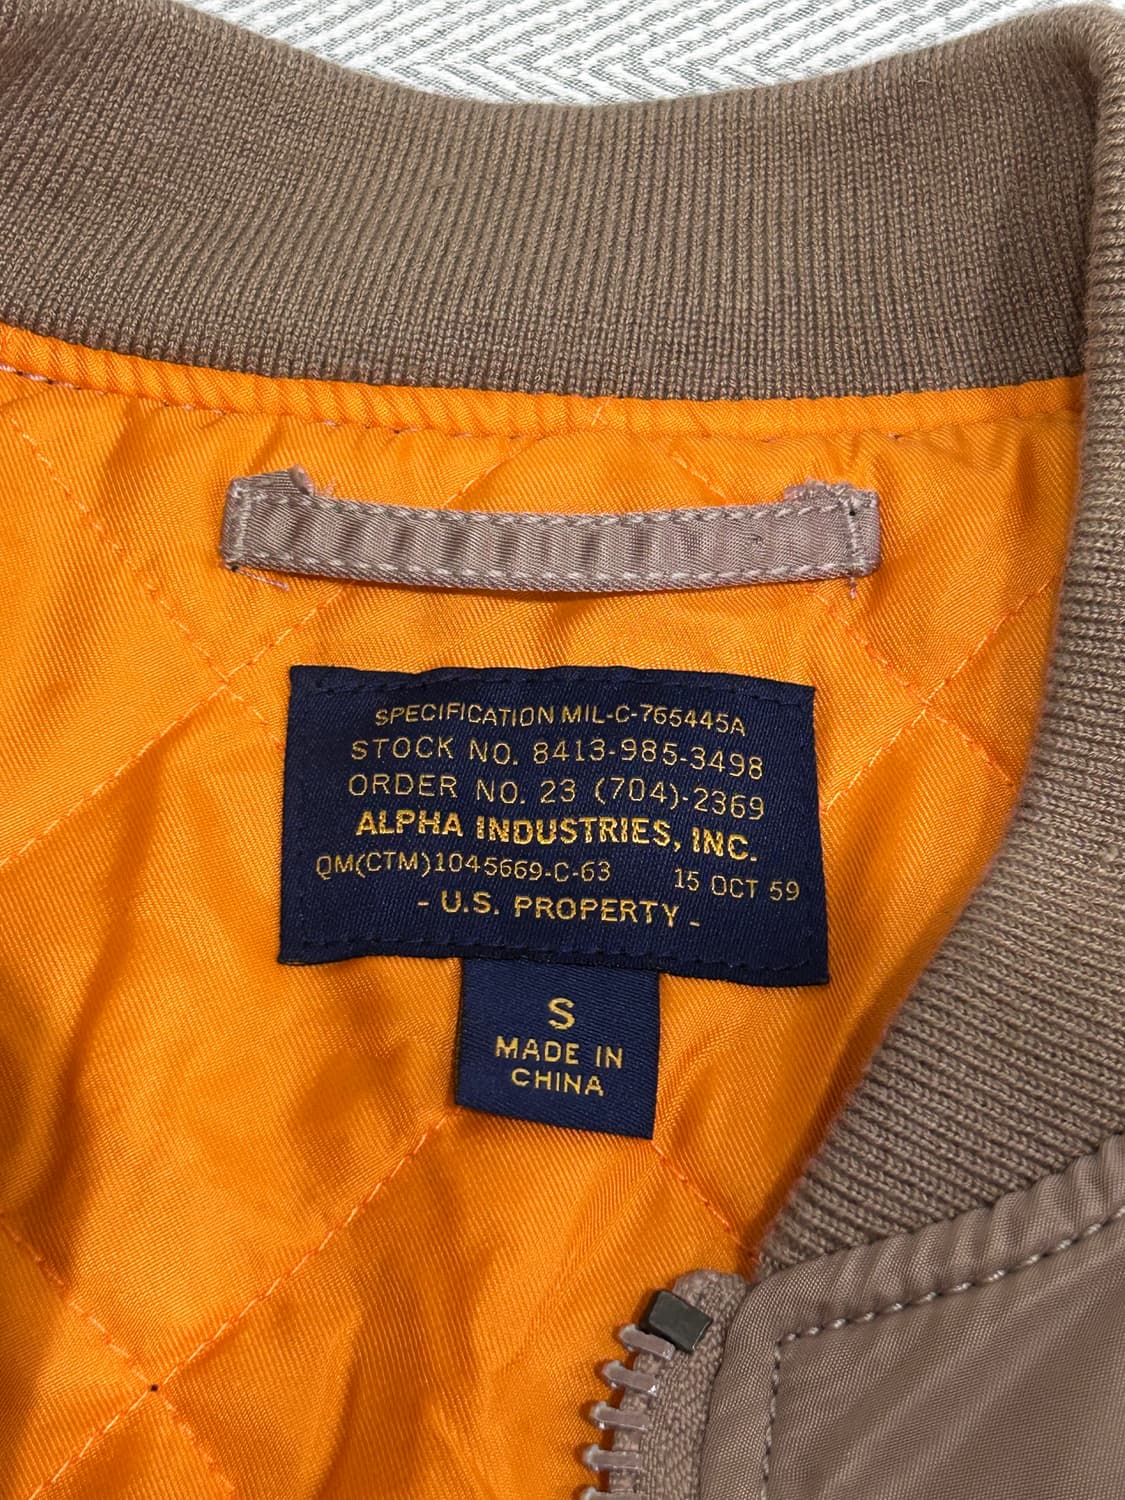 SPECIFICATION MIL-C-765445A
STOCK NO. 8413-985-3498
ORDER NO. 23 (704)-2369
ALPHA INDUSTRIES, INC.
QM(CTM)1045669-C-63 15 OCT 59
- U.S. PROPERTY -
S
MADE IN
CHINA